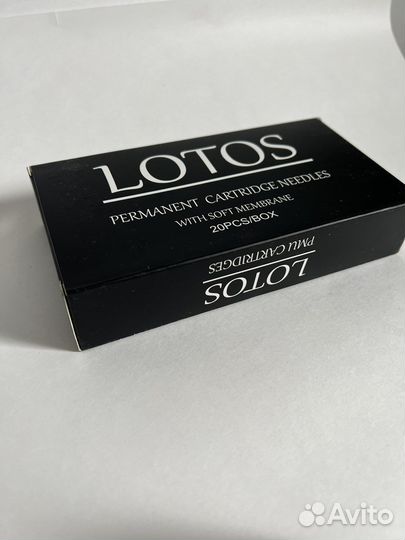 LOTOS
PERMANENT CARTRIDGE NEEDLES
WITH SOFT MEMBRANE
20PCS/BOX
LOTOS
PMU CARTRIDGES
Avito